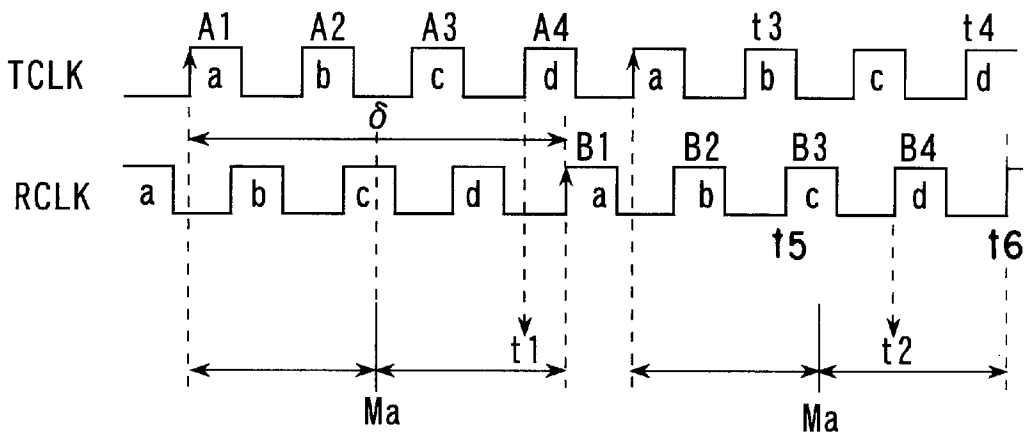 A1 A2 A3 A4 t3 t4
TCLK a b c d a b c d
δ
B1 B2 B3 B4
RCLK a b c d a b c d
t5 t6
t1 t2
Ma Ma